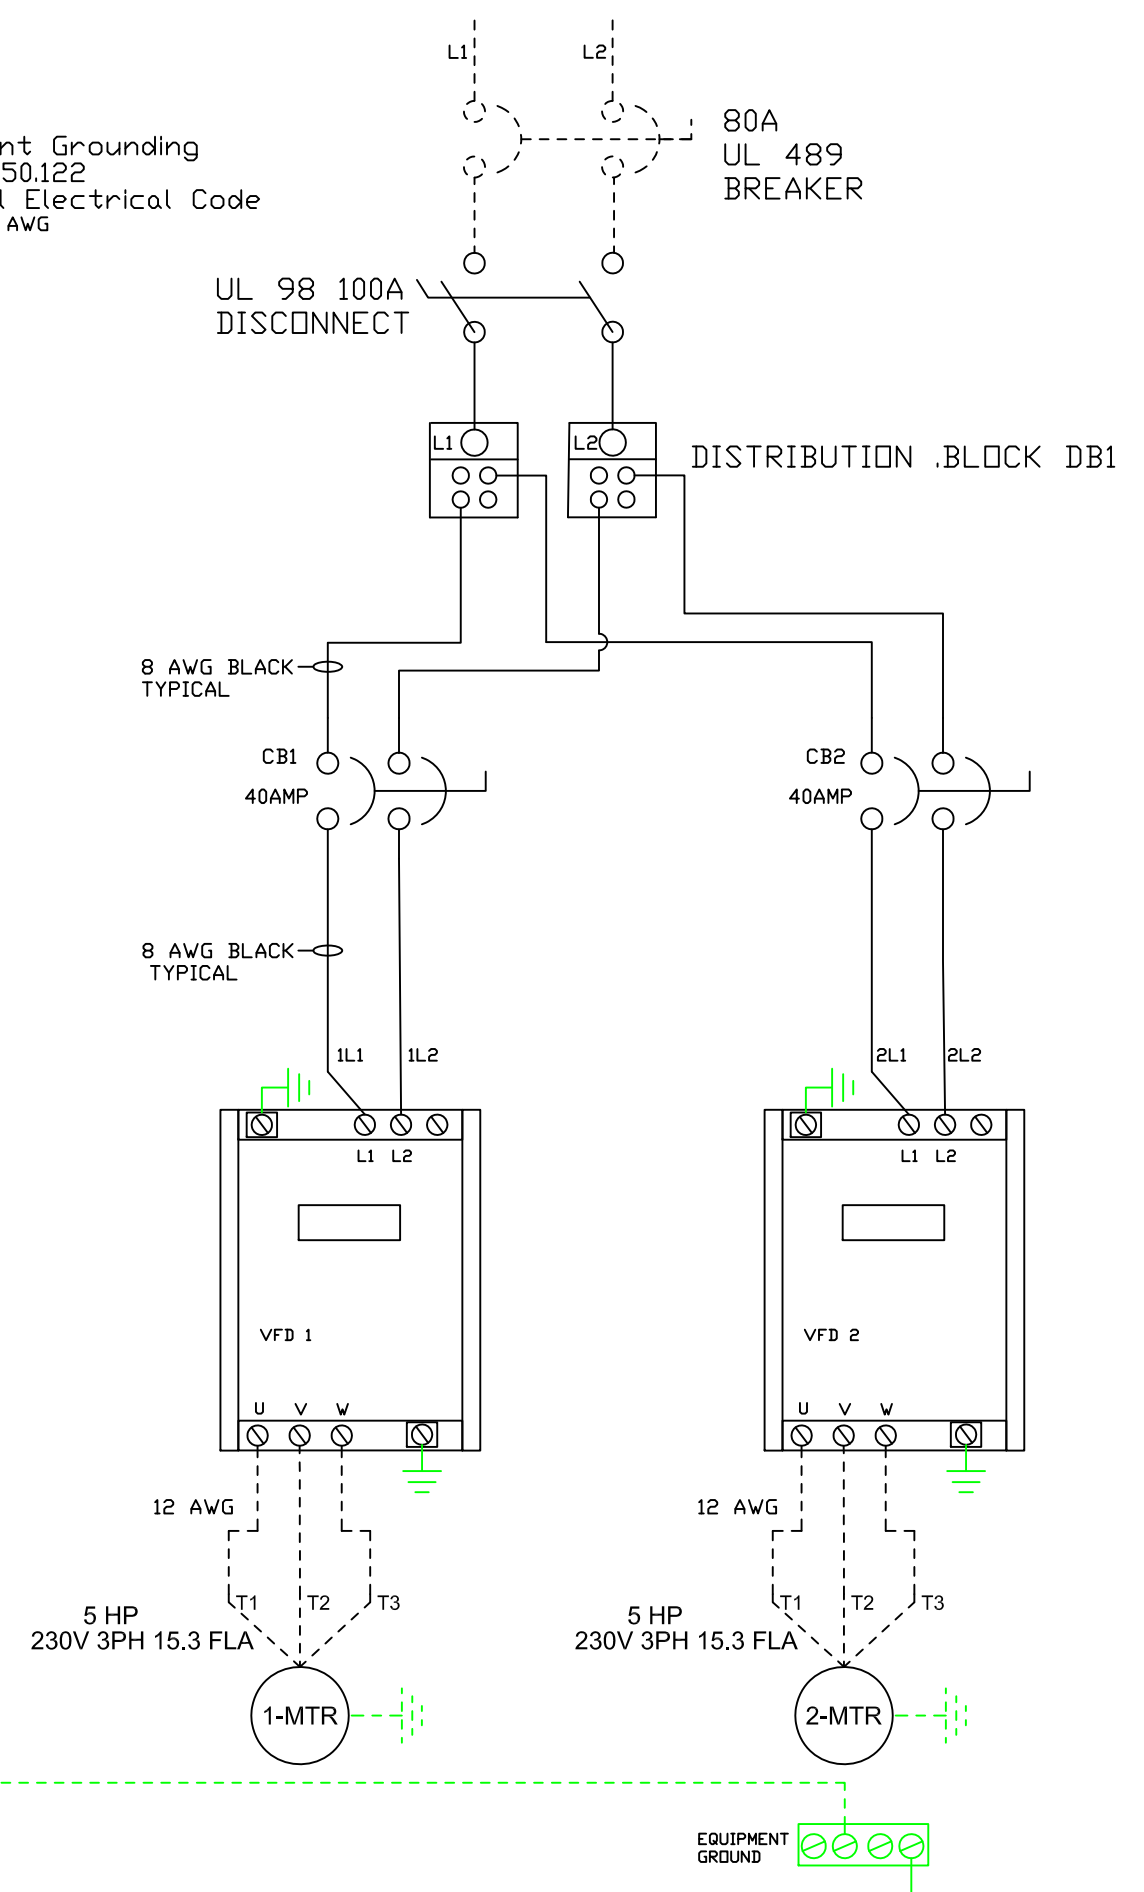 L1
L2
80A
UL 489
BREAKER
nt Grounding
50.122
l Electrical Code
AWG
UL 98 100A
DISCONNECT
L1
L2
DISTRIBUTION .BLOCK DB1
8 AWG BLACK
TYPICAL
CB1
40AMP
CB2
40AMP
8 AWG BLACK
TYPICAL
1L1
1L2
2L1
2L2
L1 L2
L1 L2
VFD 1
VFD 2
U V W
U V W
12 AWG
12 AWG
T1 T2 T3
T1 T2 T3
5 HP
230V 3PH 15.3 FLA
5 HP
230V 3PH 15.3 FLA
1-MTR
2-MTR
EQUIPMENT
GROUND